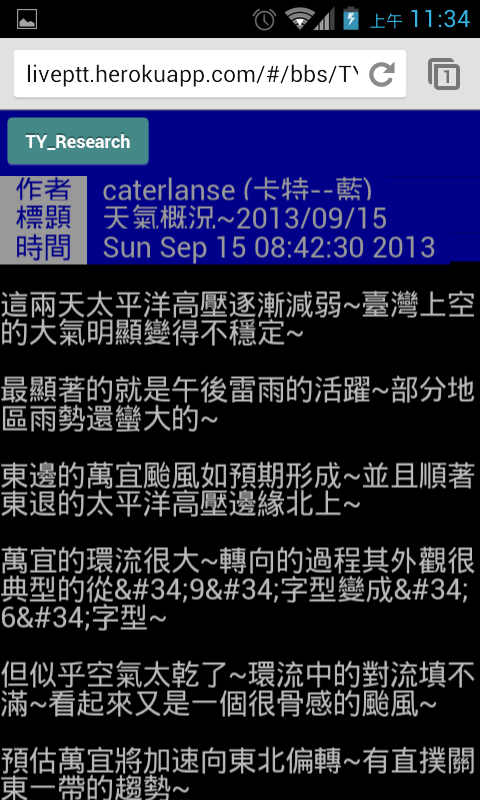 上午 11:34
liveptt.herokuapp.com/#/bbs/TY
1
TY_Research
作者 caterlanse (卡特--藍)
標題 天氣概況~2013/09/15
時間 Sun Sep 15 08:42:30 2013
這兩天太平洋高壓逐漸減弱~臺灣上空
的大氣明顯變得不穩定~
最顯著的就是午後雷雨的活躍~部分地
區雨勢還蠻大的~
東邊的萬宜颱風如預期形成~並且順著
東退的太平洋高壓邊緣北上~
萬宜的環流很大~轉向的過程其外觀很
典型的從&#34;9&#34;字型變成&#34;
6&#34;字型~
但似乎空氣太乾了~環流中的對流填不
滿~看起來又是一個很骨感的颱風~
預估萬宜將加速向東北偏轉~有直撲關
東一帶的趨勢~